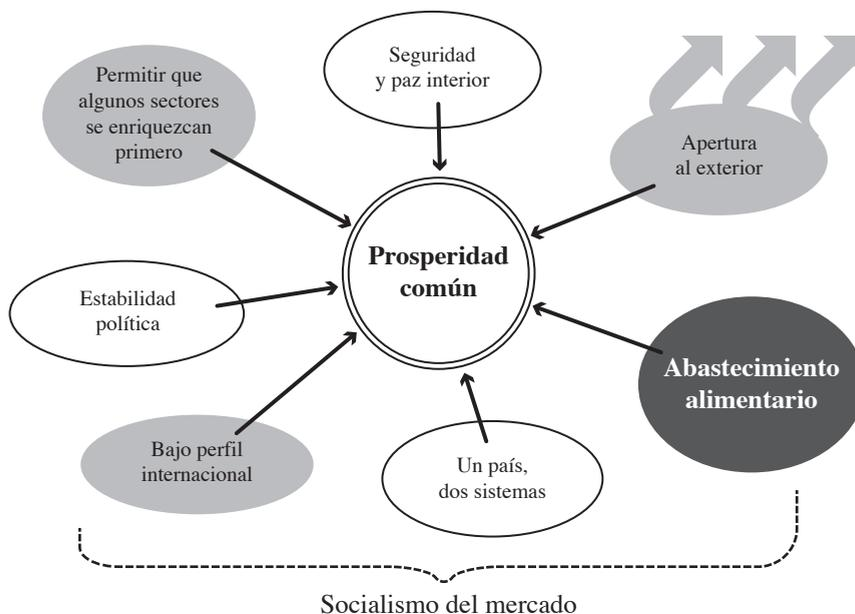 Seguridad
y paz interior
Permitir que
algunos sectores
se enriquezcan
primero
Apertura
al exterior
Prosperidad
común
Estabilidad
política
Abastecimiento
alimentario
Bajo perfil
internacional
Un país,
dos sistemas
Socialismo del mercado